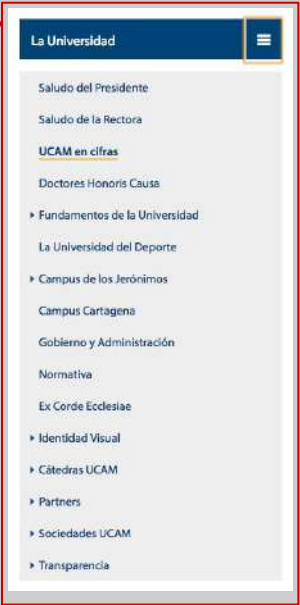 La Universidad
Saludo del Presidente
Saludo de la Rectora
UCAM en cifras
Doctores Honoris Causa
Fundamentos de la Universidad
La Universidad del Deporte
Campus de los Jerónimos
Campus Cartagena
Gobierno y Administración
Normativa
Ex Corde Ecclesiae
Identidad Visual
Cátedras UCAM
Partners
Sociedades UCAM
Transparencia